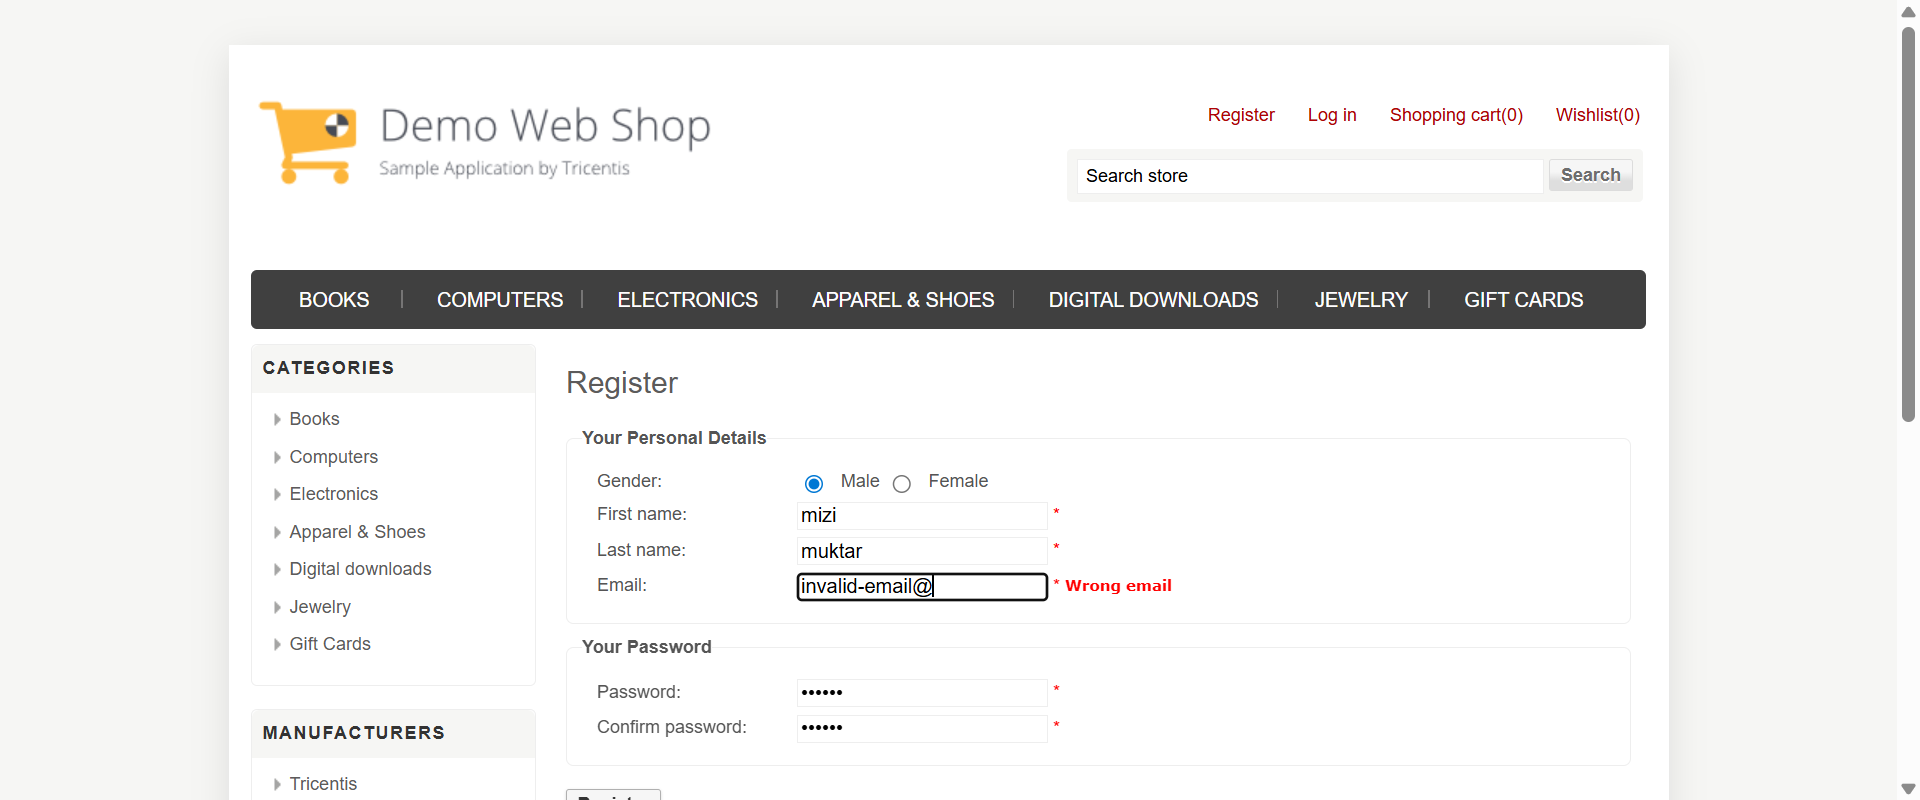 Demo Web Shop
Sample Application by Tricentis
Register Log in Shopping cart(0) Wishlist(0)
Search store Search
BOOKS COMPUTERS ELECTRONICS APPAREL & SHOES DIGITAL DOWNLOADS JEWELRY GIFT CARDS
CATEGORIES
Books
Computers
Electronics
Apparel & Shoes
Digital downloads
Jewelry
Gift Cards
MANUFACTURERS
Tricentis
Register
Your Personal Details
Gender: Male Female
First name: mizi *
Last name: muktar *
Email: invalid-email@ * Wrong email
Your Password
Password: •••••• *
Confirm password: •••••• *